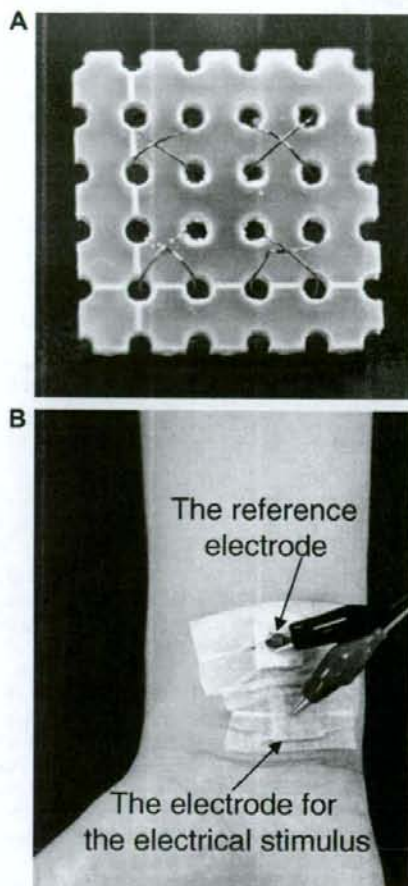 A
B
The reference
electrode
The electrode for
the electrical stimulus